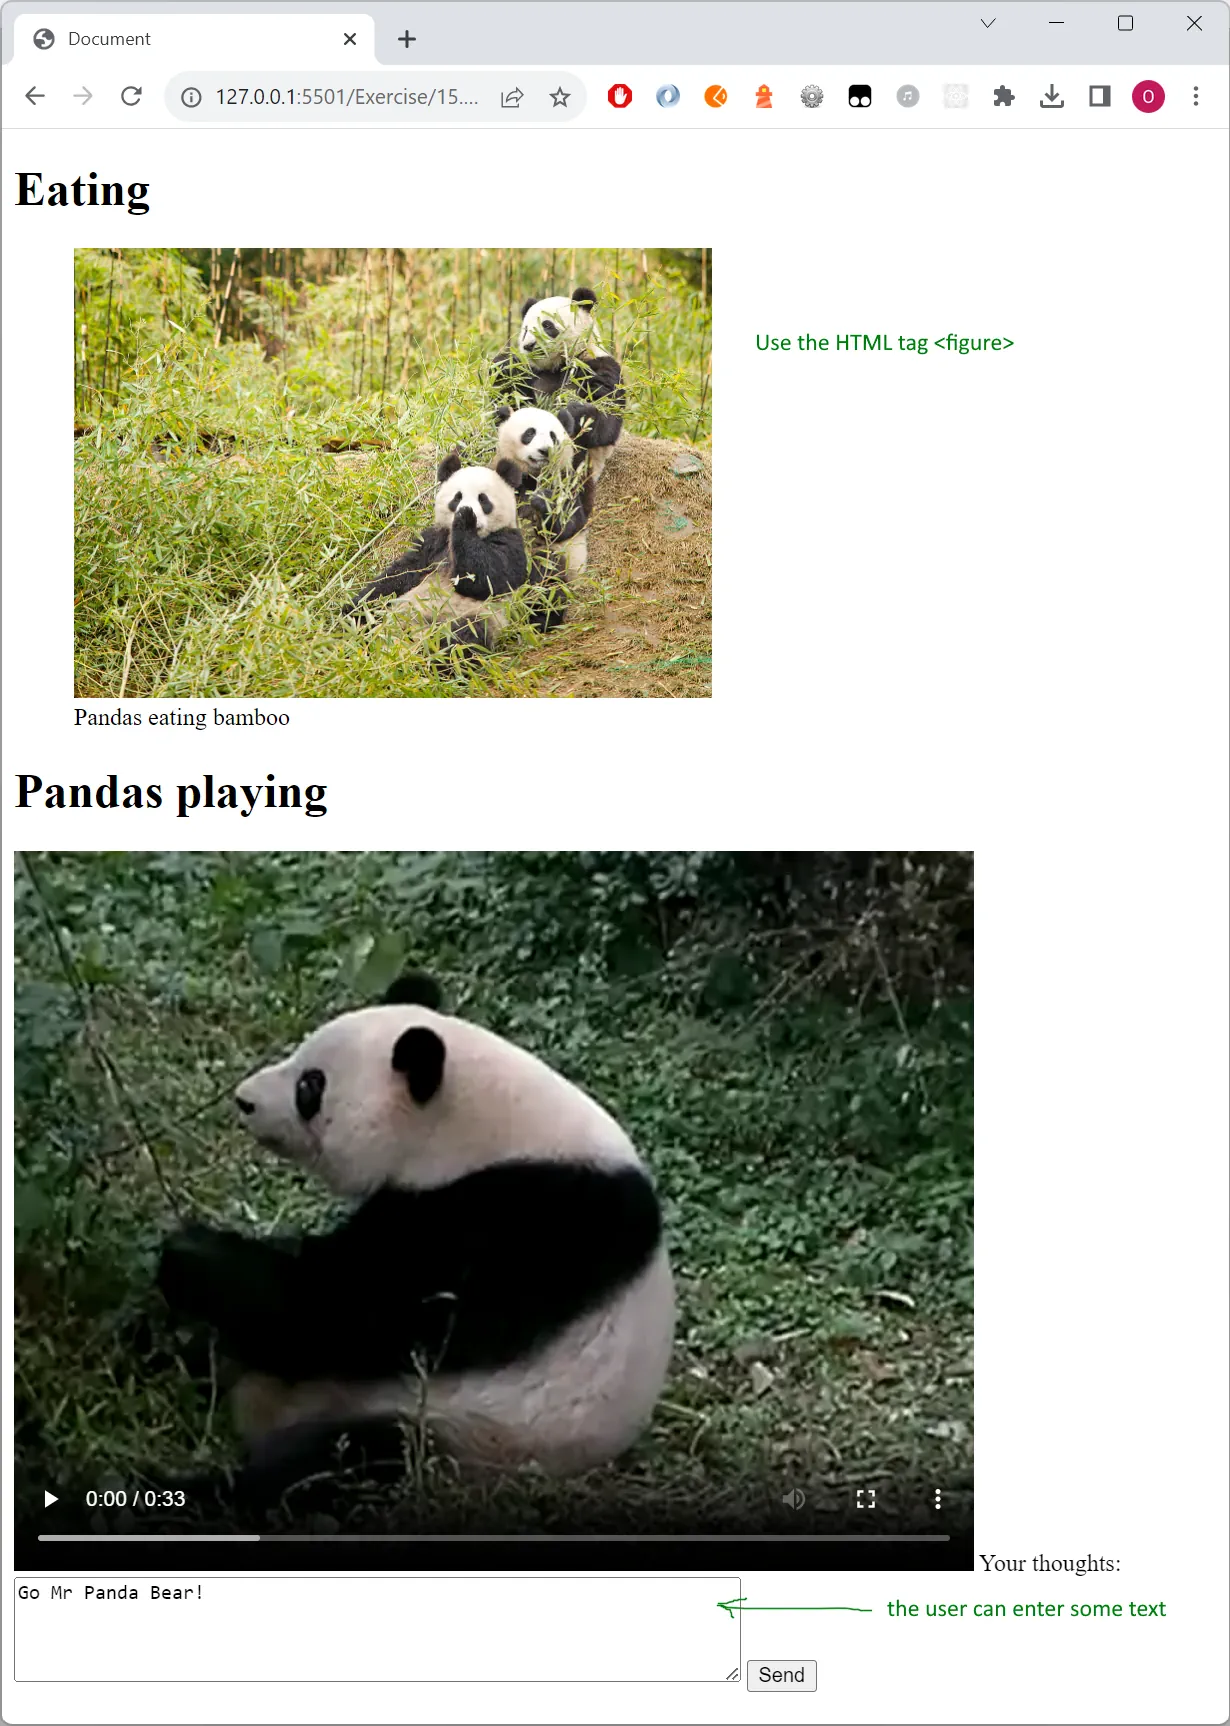 Document
127.0.0.1:5501/Exercise/15....
O
Eating
Use the HTML tag <figure>
Pandas eating bamboo
Pandas playing
0:00 / 0:33
Your thoughts:
Go Mr Panda Bear!
the user can enter some text
Send